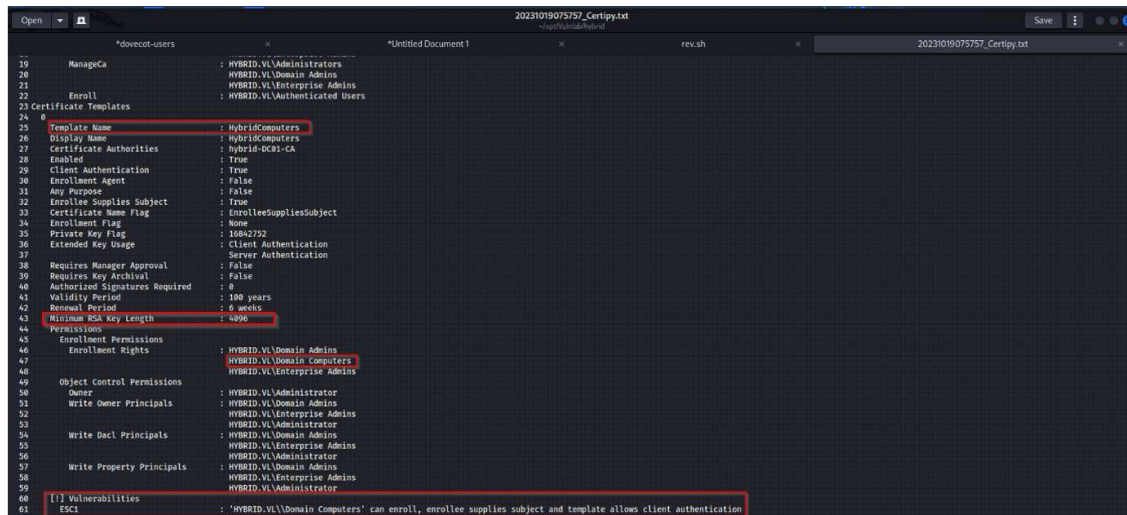 Open
20231019075757_Certipy.txt
~/opt/Vulnlab/hybrid
Save
*dovecot-users
*Untitled Document 1
rev.sh
20231019075757_Certipy.txt
19 ManageCa : HYBRID.VL\Administrators
20 HYBRID.VL\Domain Admins
21 HYBRID.VL\Enterprise Admins
22 Enroll : HYBRID.VL\Authenticated Users
23 Certificate Templates
24 0
25 Template Name : HybridComputers
26 Display Name : HybridComputers
27 Certificate Authorities : hybrid-DC01-CA
28 Enabled : True
29 Client Authentication : True
30 Enrollment Agent : False
31 Any Purpose : False
32 Enrollee Supplies Subject : True
33 Certificate Name Flag : EnrolleeSuppliesSubject
34 Enrollment Flag : None
35 Private Key Flag : 16842752
36 Extended Key Usage : Client Authentication
37 Server Authentication
38 Requires Manager Approval : False
39 Requires Key Archival : False
40 Authorized Signatures Required : 0
41 Validity Period : 100 years
42 Renewal Period : 6 weeks
43 Minimum RSA Key Length : 4096
44 Permissions
45 Enrollment Permissions
46 Enrollment Rights : HYBRID.VL\Domain Admins
47 HYBRID.VL\Domain Computers
48 HYBRID.VL\Enterprise Admins
49 Object Control Permissions
50 Owner : HYBRID.VL\Administrator
51 Write Owner Principals : HYBRID.VL\Domain Admins
52 HYBRID.VL\Enterprise Admins
53 HYBRID.VL\Administrator
54 Write Dacl Principals : HYBRID.VL\Domain Admins
55 HYBRID.VL\Enterprise Admins
56 HYBRID.VL\Administrator
57 Write Property Principals : HYBRID.VL\Domain Admins
58 HYBRID.VL\Enterprise Admins
59 HYBRID.VL\Administrator
60 [!] Vulnerabilities
61 ESC1 : 'HYBRID.VL\\Domain Computers' can enroll, enrollee supplies subject and template allows client authentication